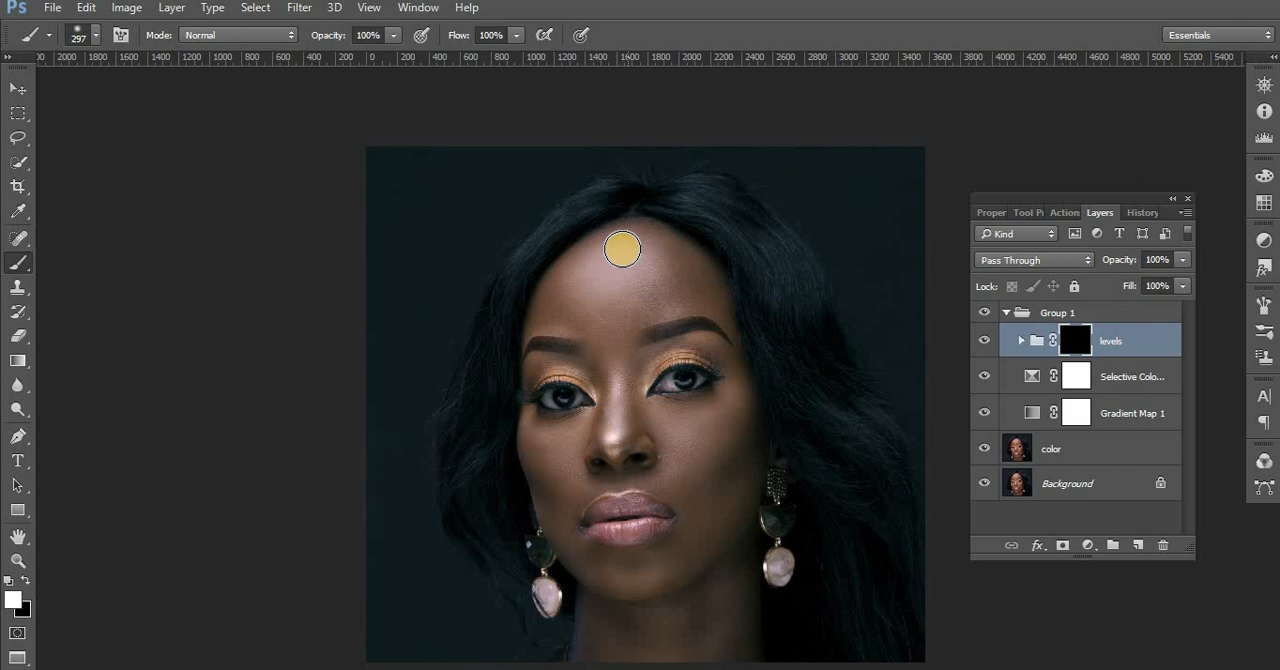 Ps File Edit Image Layer Type Select Filter 3D View Window Help
297 Mode: Normal Opacity: 100% Flow: 100% Essentials
2000 1800 1600 1400 1200 1000 800 600 400 200 0 200 400 600 800 1000 1200 1400 1600 1800 2000 2200 2400 2600 2800 3000 3200 3400 3600 3800 4000 4200 4400 4600 4800 5000 5200 5400
Proper Tool Pr Action Layers History
Kind
Pass Through Opacity: 100%
Lock: Fill: 100%
Group 1
levels
Selective Colo...
Gradient Map 1
color
Background
fx